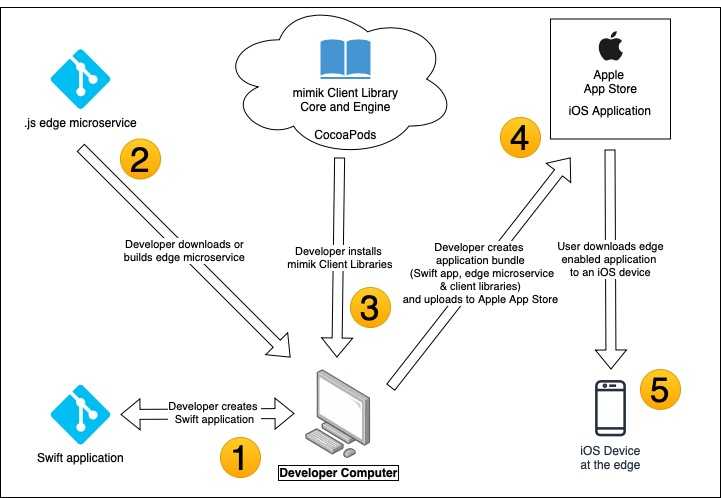 .js edge microservice
2
Developer downloads or
builds edge microservice
mimik Client Library
Core and Engine
CocoaPods
Developer installs
mimik Client Libraries
3
4
Apple
App Store
iOS Application
Developer creates
application bundle
(Swift app, edge microservice
& client libraries)
and uploads to Apple App Store
User downloads edge
enabled application
to an iOS device
5
iOS Device
at the edge
Swift application
Developer creates
Swift application
1
Developer Computer